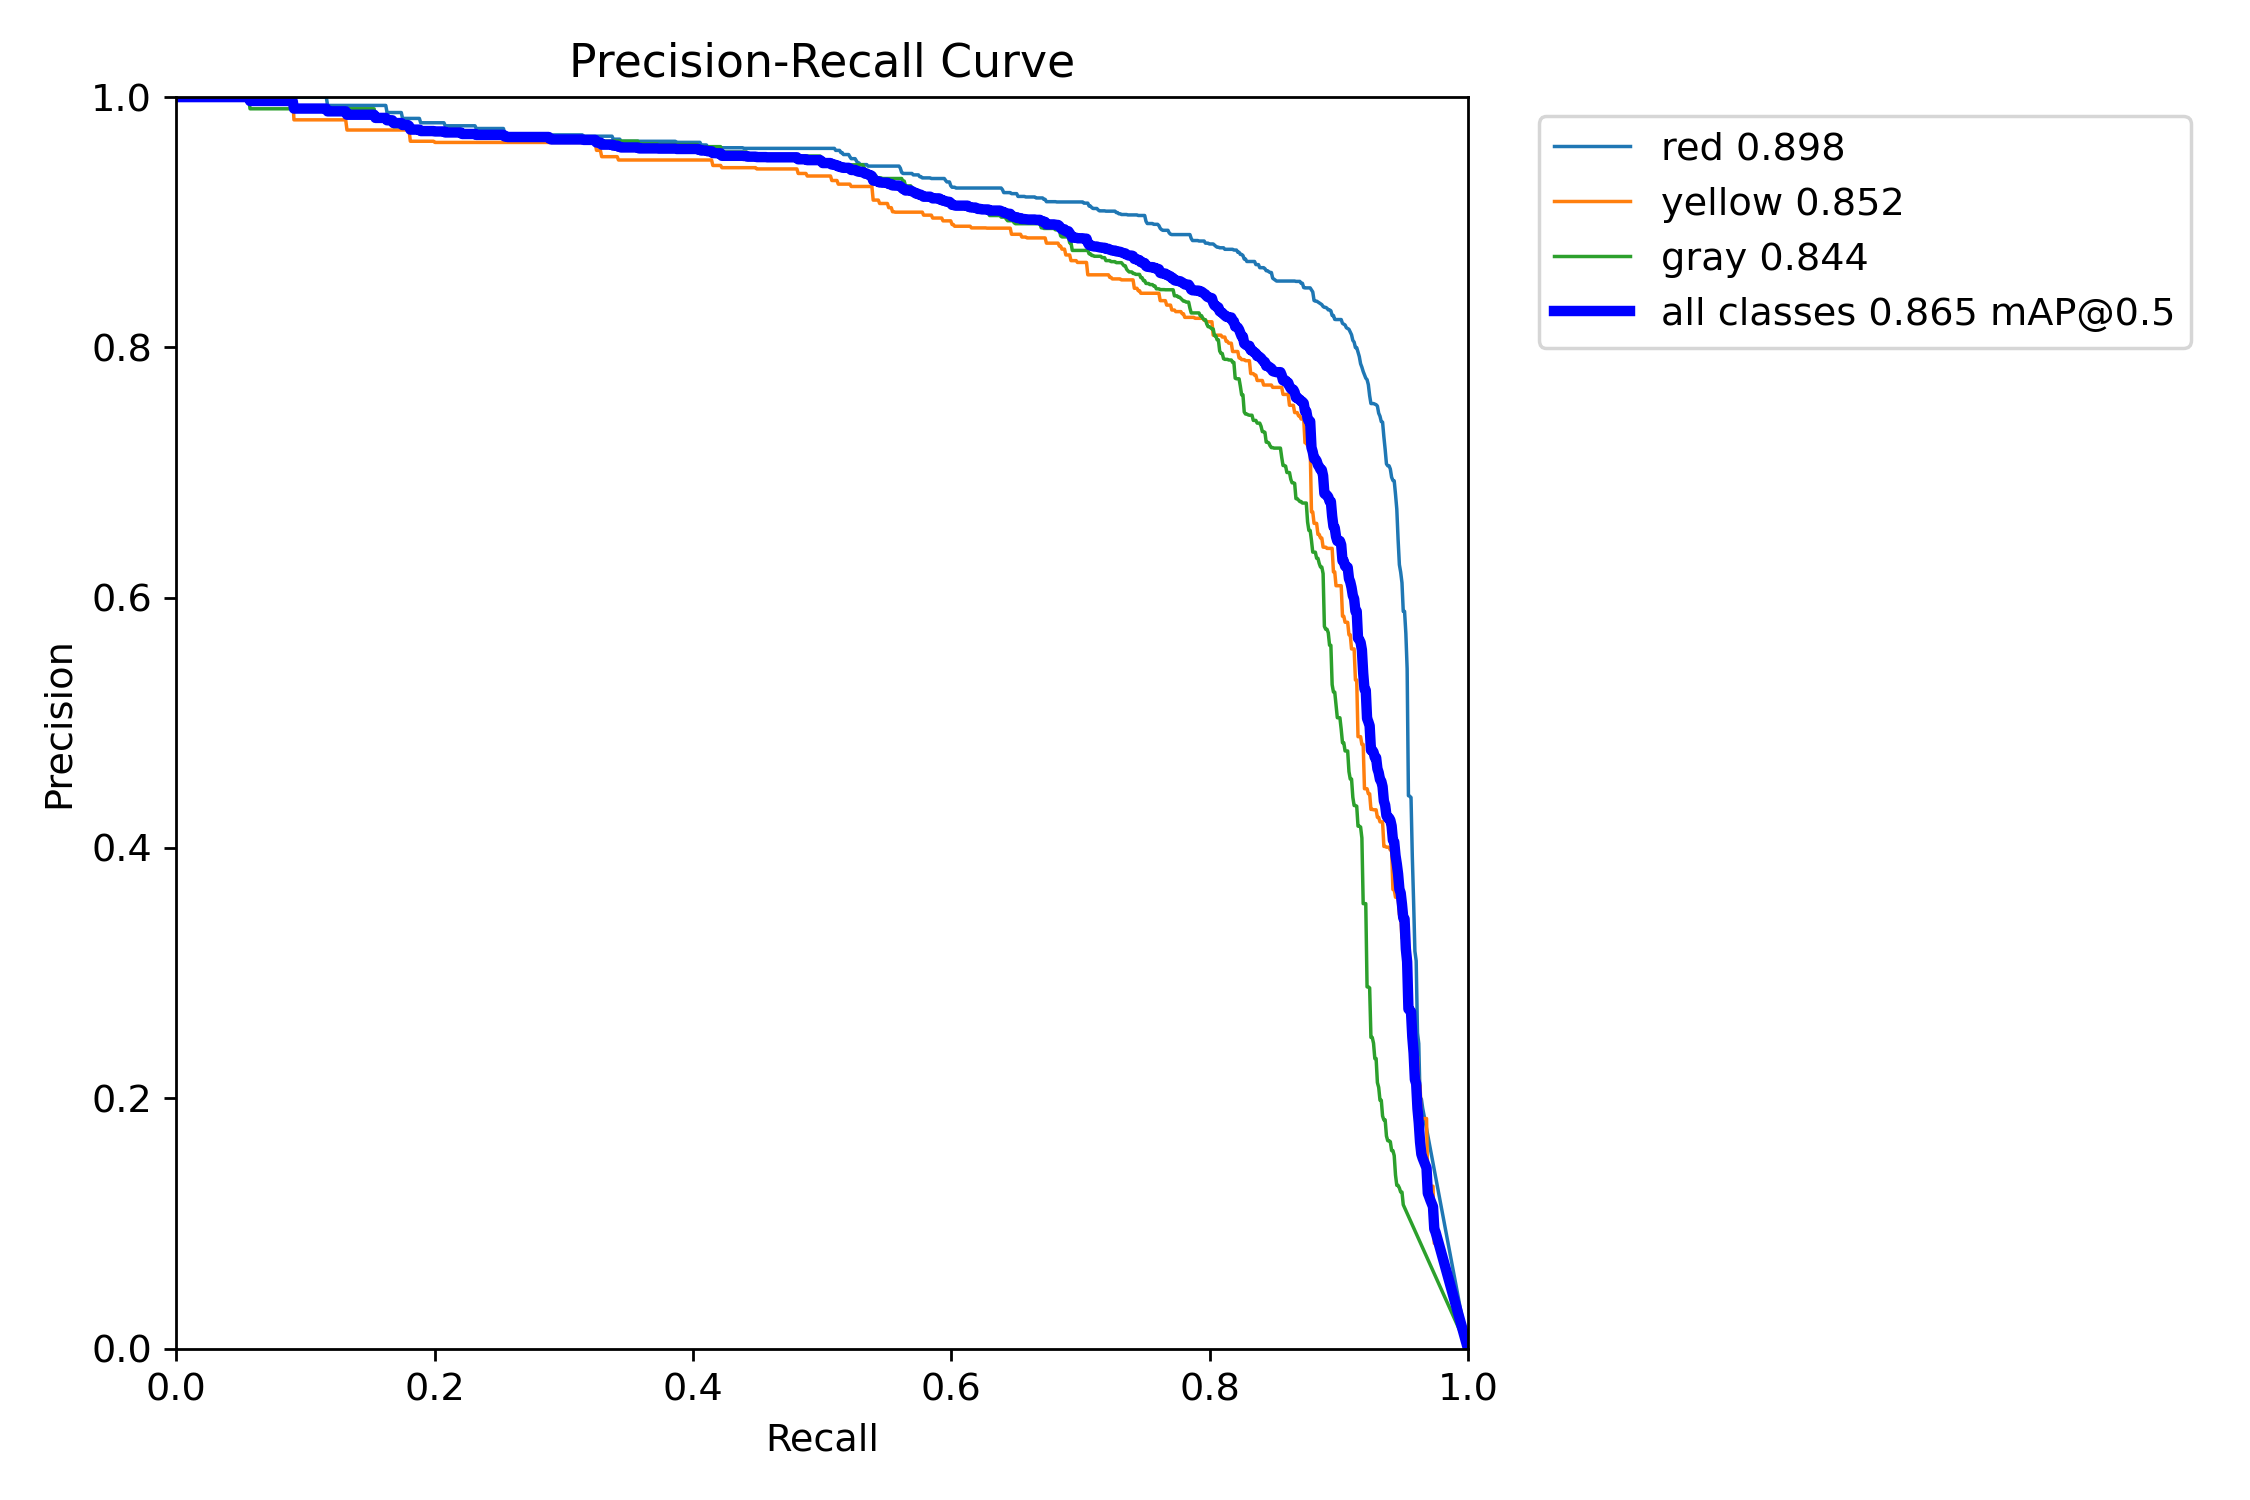 Precision-Recall Curve
1.0
0.8
0.6
0.4
0.2
0.0
Precision
0.0 0.2 0.4 0.6 0.8 1.0
Recall
red 0.898
yellow 0.852
gray 0.844
all classes 0.865 mAP@0.5